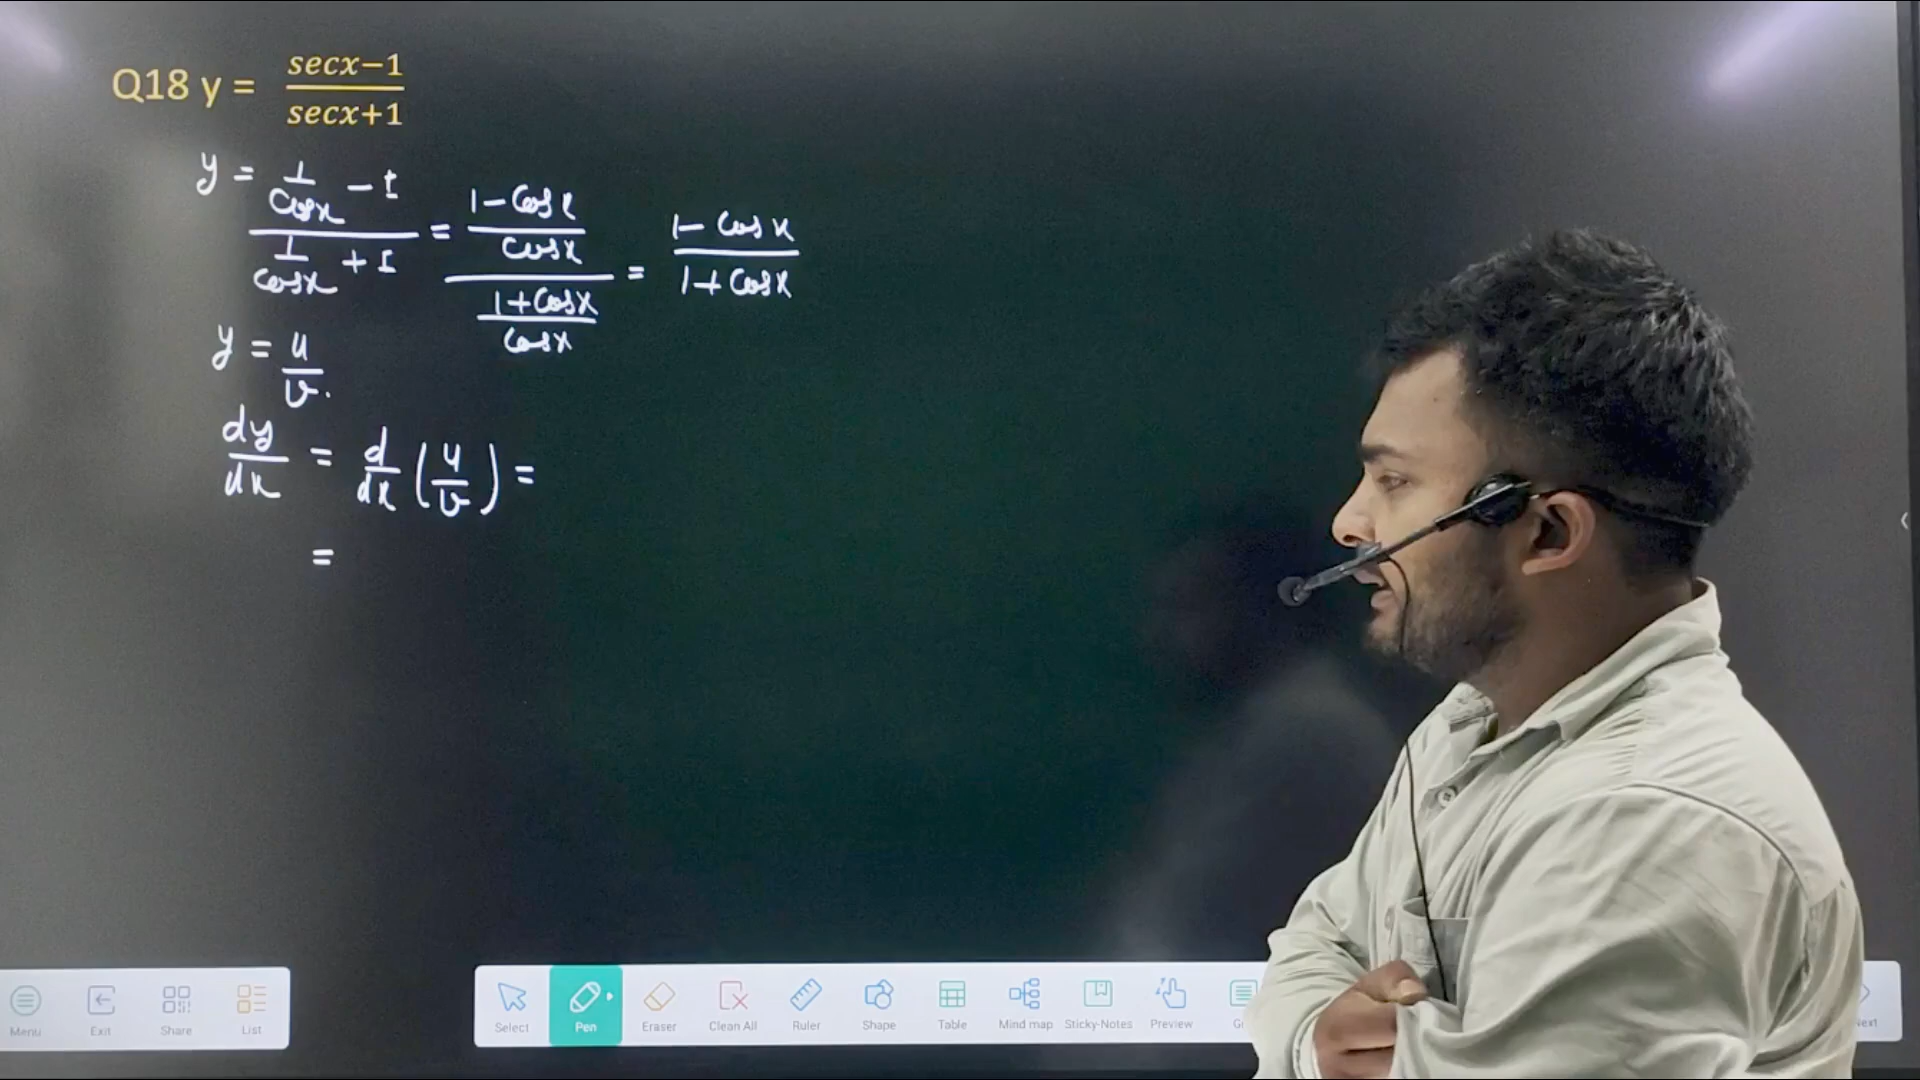 Q18 y = secx−1 / secx+1
y = (1/cosx − 1) / (1/cosx + 1) = ((1 − cosx)/cosx) / ((1 + cosx)/cosx) = (1 − cosx) / (1 + cosx)
y = u/v.
dy/dx = d/dx (u/v) =
=
Menu Exit Share List Select Pen Eraser Clean All Ruler Shape Table Mind map Sticky-Notes Preview